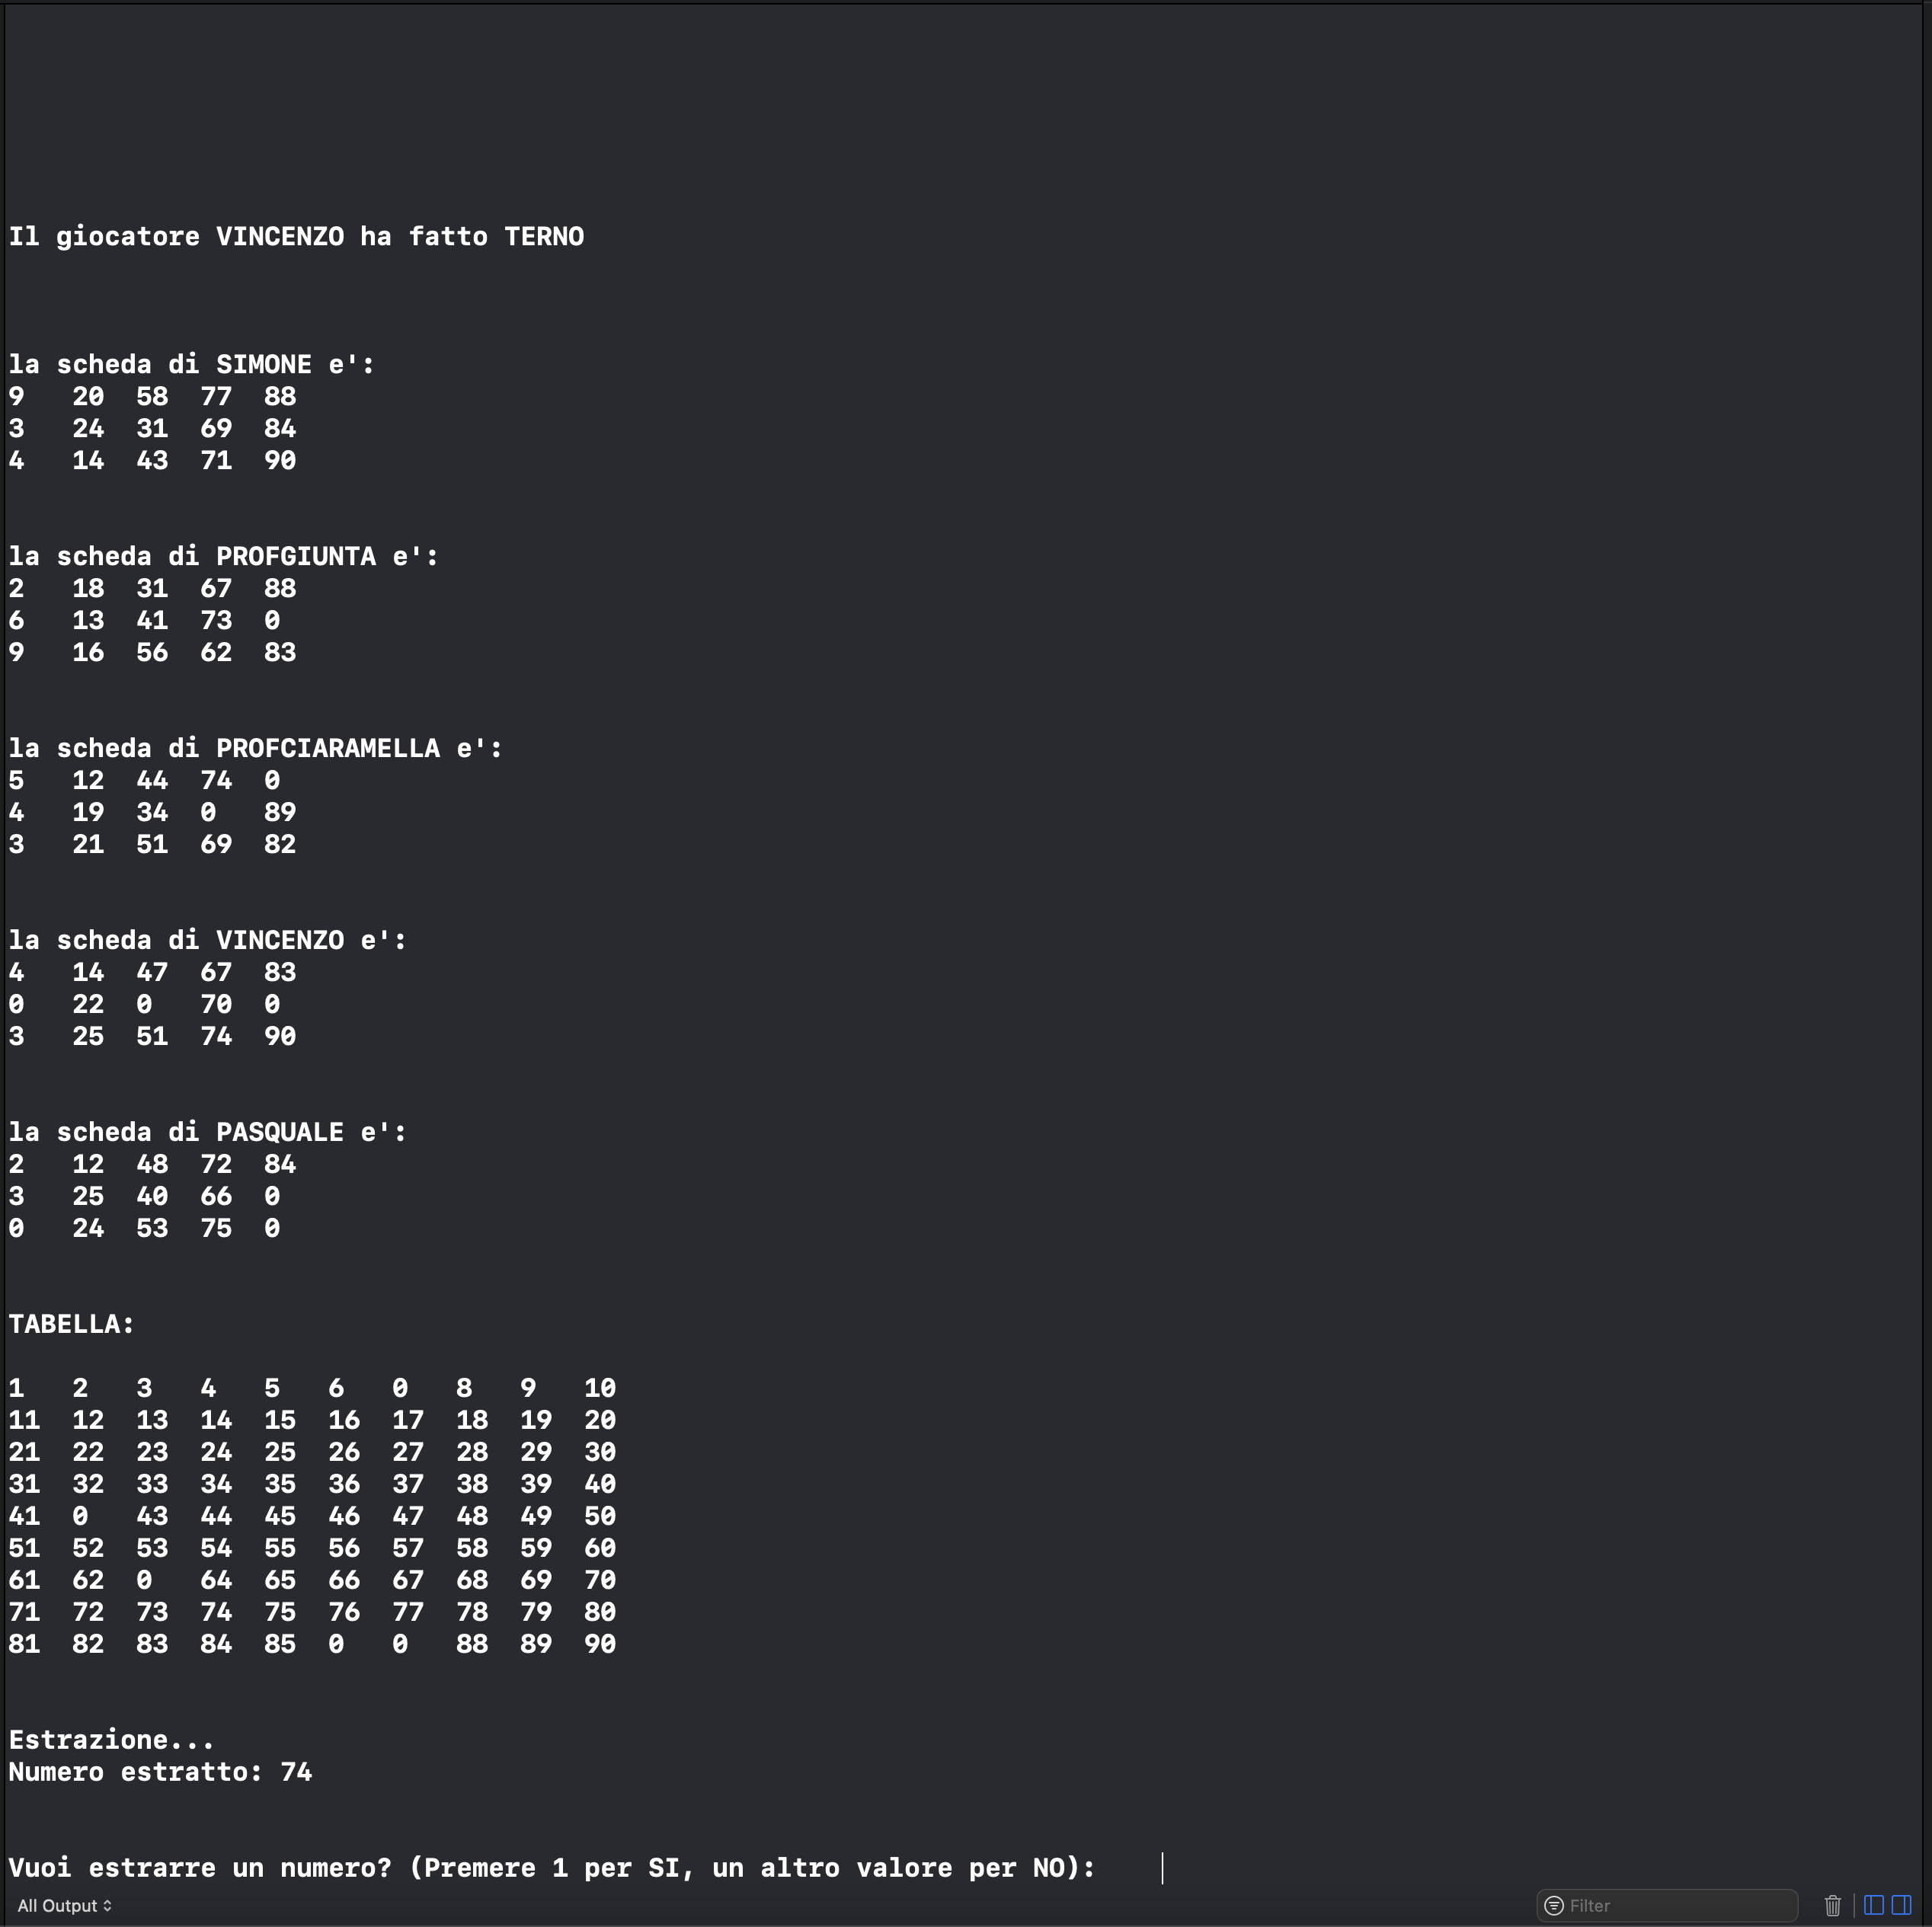 Il giocatore VINCENZO ha fatto TERNO
la scheda di SIMONE e':
9 20 58 77 88
3 24 31 69 84
4 14 43 71 90
la scheda di PROFGIUNTA e':
2 18 31 67 88
6 13 41 73 0
9 16 56 62 83
la scheda di PROFCIARAMELLA e':
5 12 44 74 0
4 19 34 0 89
3 21 51 69 82
la scheda di VINCENZO e':
4 14 47 67 83
0 22 0 70 0
3 25 51 74 90
la scheda di PASQUALE e':
2 12 48 72 84
3 25 40 66 0
0 24 53 75 0
TABELLA:
1 2 3 4 5 6 0 8 9 10
11 12 13 14 15 16 17 18 19 20
21 22 23 24 25 26 27 28 29 30
31 32 33 34 35 36 37 38 39 40
41 0 43 44 45 46 47 48 49 50
51 52 53 54 55 56 57 58 59 60
61 62 0 64 65 66 67 68 69 70
71 72 73 74 75 76 77 78 79 80
81 82 83 84 85 0 0 88 89 90
Estrazione...
Numero estratto: 74
Vuoi estrarre un numero? (Premere 1 per SI, un altro valore per NO):
All Output Filter